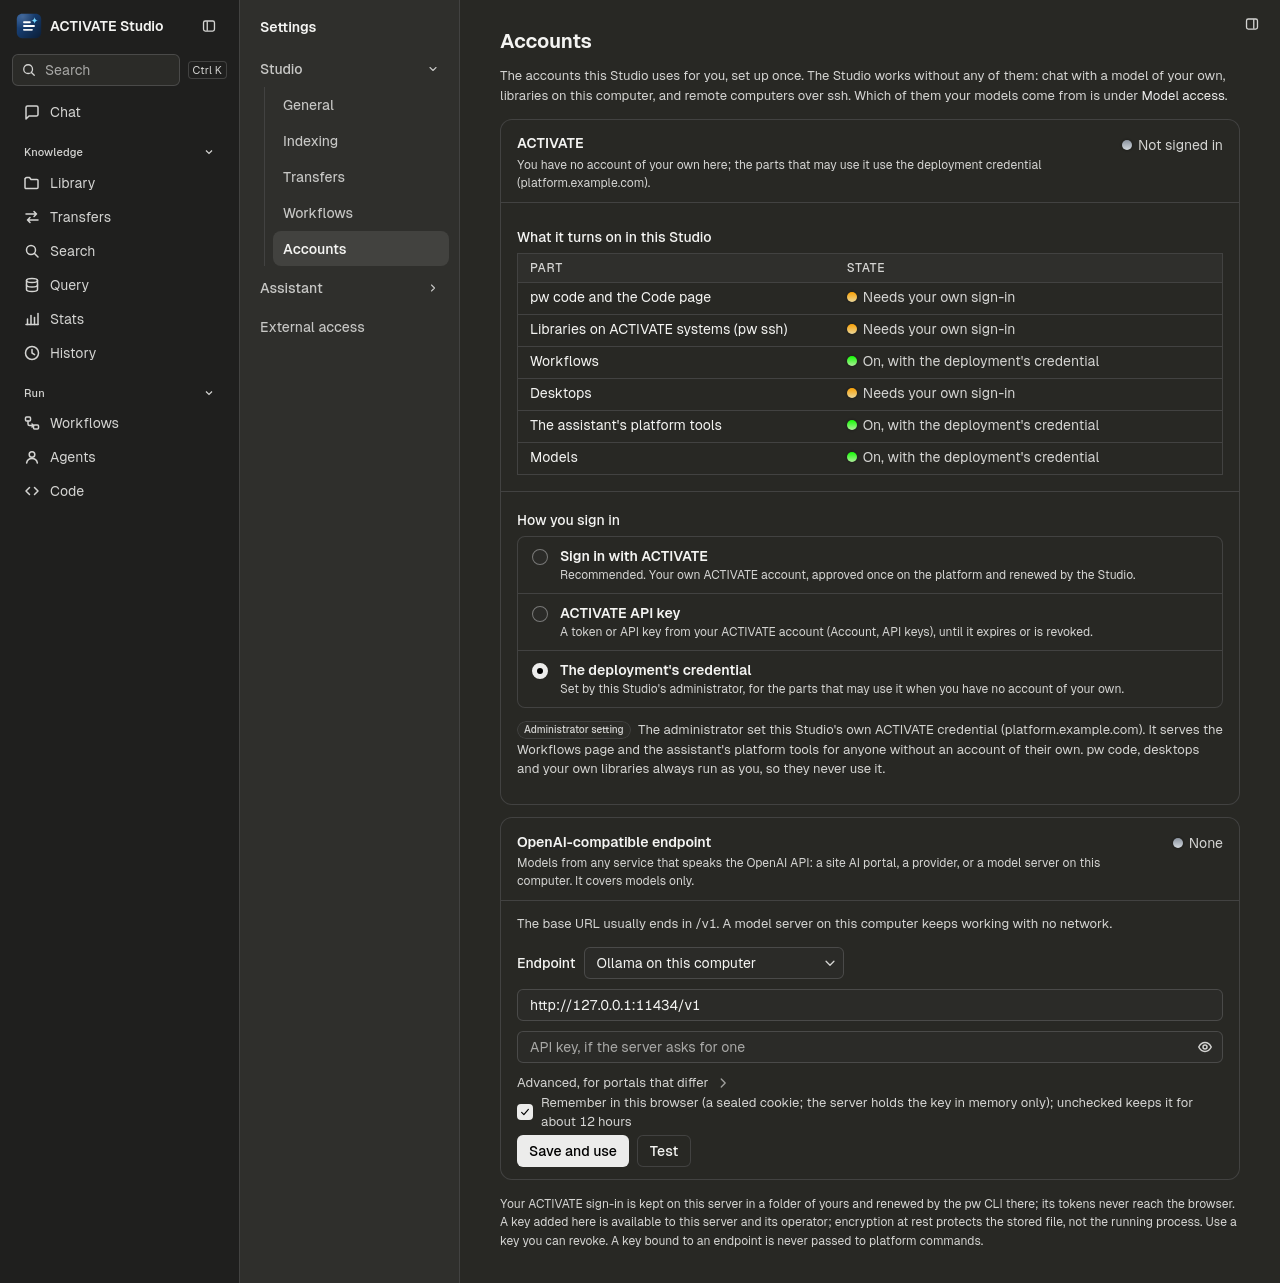 ACTIVATE Studio
Search
Ctrl K
Chat
Knowledge
Library
Transfers
Search
Query
Stats
History
Run
Workflows
Agents
Code
Settings
Studio
General
Indexing
Transfers
Workflows
Accounts
Assistant
External access
Accounts
The accounts this Studio uses for you, set up once. The Studio works without any of them: chat with a model of your own,
libraries on this computer, and remote computers over ssh. Which of them your models come from is under Model access.
ACTIVATE
Not signed in
You have no account of your own here; the parts that may use it use the deployment credential
(platform.example.com).
What it turns on in this Studio
PART STATE
pw code and the Code page Needs your own sign-in
Libraries on ACTIVATE systems (pw ssh) Needs your own sign-in
Workflows On, with the deployment's credential
Desktops Needs your own sign-in
The assistant's platform tools On, with the deployment's credential
Models On, with the deployment's credential
How you sign in
Sign in with ACTIVATE
Recommended. Your own ACTIVATE account, approved once on the platform and renewed by the Studio.
ACTIVATE API key
A token or API key from your ACTIVATE account (Account, API keys), until it expires or is revoked.
The deployment's credential
Set by this Studio's administrator, for the parts that may use it when you have no account of your own.
Administrator setting The administrator set this Studio's own ACTIVATE credential (platform.example.com). It serves the
Workflows page and the assistant's platform tools for anyone without an account of their own. pw code, desktops
and your own libraries always run as you, so they never use it.
OpenAI-compatible endpoint
None
Models from any service that speaks the OpenAI API: a site AI portal, a provider, or a model server on this
computer. It covers models only.
The base URL usually ends in /v1. A model server on this computer keeps working with no network.
Endpoint Ollama on this computer
http://127.0.0.1:11434/v1
API key, if the server asks for one
Advanced, for portals that differ
Remember in this browser (a sealed cookie; the server holds the key in memory only); unchecked keeps it for
about 12 hours
Save and use Test
Your ACTIVATE sign-in is kept on this server in a folder of yours and renewed by the pw CLI there; its tokens never reach the browser.
A key added here is available to this server and its operator; encryption at rest protects the stored file, not the running process. Use a
key you can revoke. A key bound to an endpoint is never passed to platform commands.